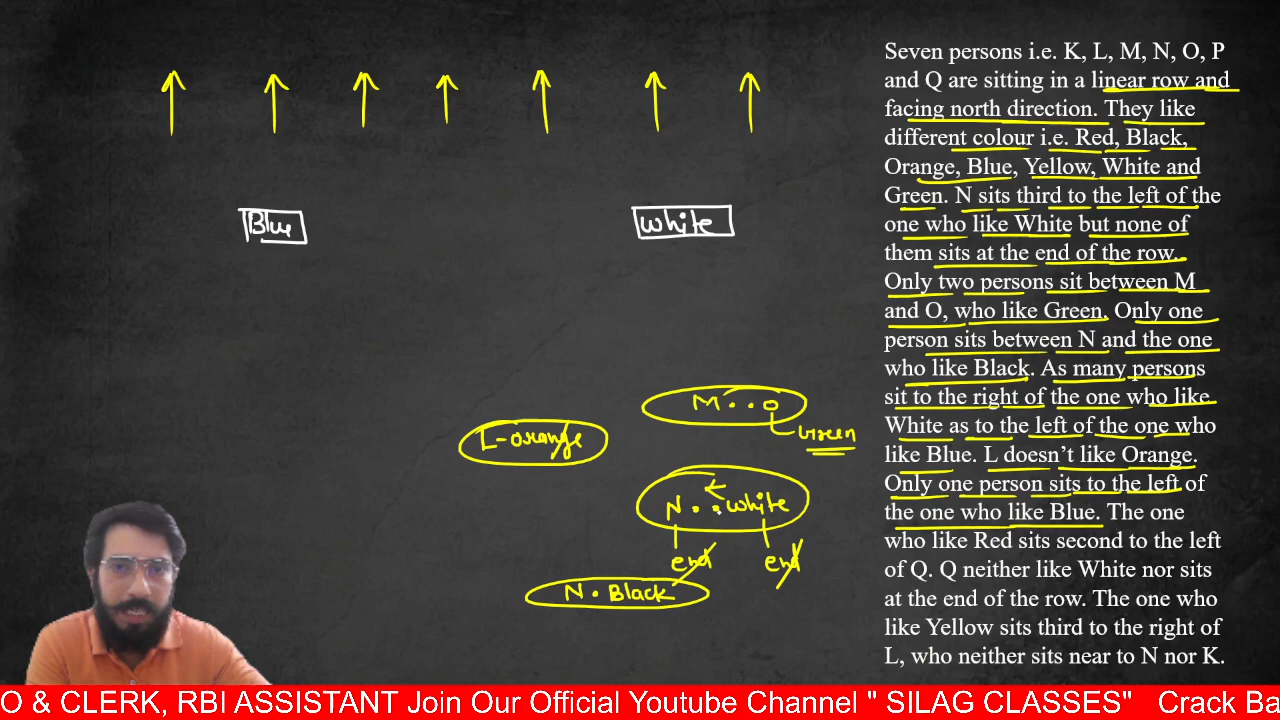 Seven persons i.e. K, L, M, N, O, P
and Q are sitting in a linear row and
facing north direction. They like
different colour i.e. Red, Black,
Orange, Blue, Yellow, White and
Green. N sits third to the left of the
one who like White but none of
them sits at the end of the row.
Only two persons sit between M
and O, who like Green. Only one
person sits between N and the one
who like Black. As many persons
sit to the right of the one who like
White as to the left of the one who
like Blue. L doesn't like Orange.
Only one person sits to the left of
the one who like Blue. The one
who like Red sits second to the left
of Q. Q neither like White nor sits
at the end of the row. The one who
like Yellow sits third to the right of
L, who neither sits near to N nor K.
Blue
White
M . . O
Green
L-orange
N . . White
end
end
N . Black
O & CLERK, RBI ASSISTANT Join Our Official Youtube Channel " SILAG CLASSES" Crack Ba